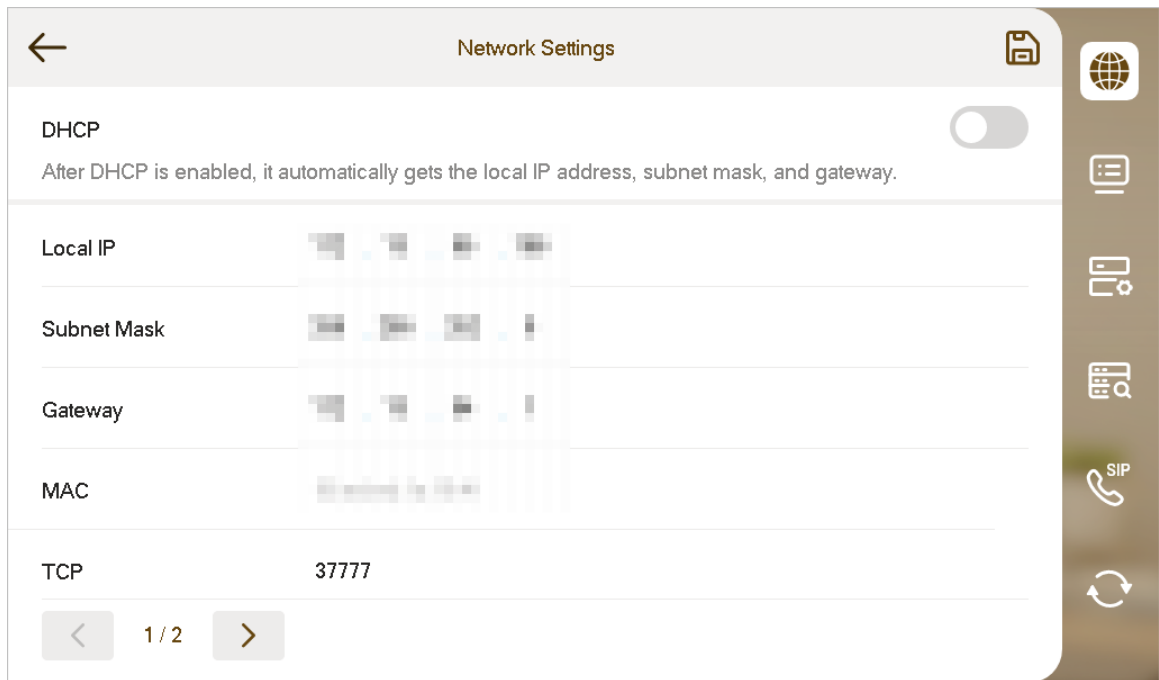 Network Settings
DHCP
After DHCP is enabled, it automatically gets the local IP address, subnet mask, and gateway.
Local IP
Subnet Mask
Gateway
MAC
TCP 37777
1 / 2
SIP